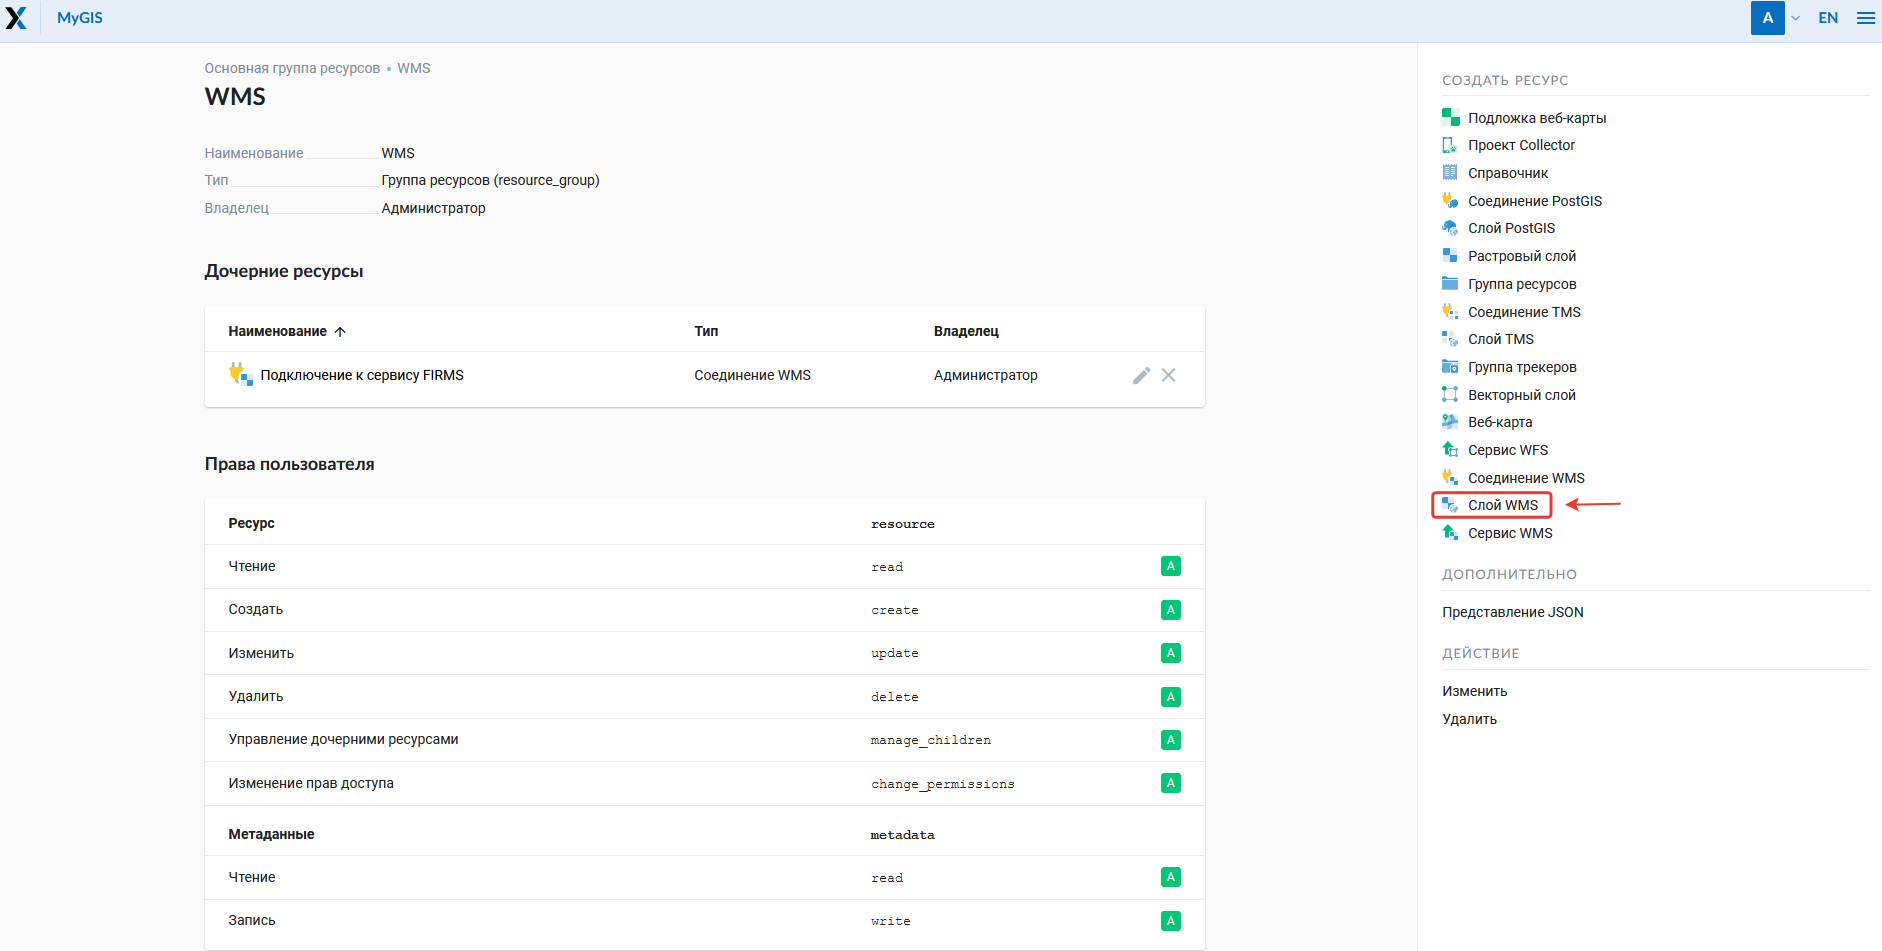 MyGIS
A
EN
Основная группа ресурсов • WMS
WMS
Наименование WMS
Тип Группа ресурсов (resource_group)
Владелец Администратор
Дочерние ресурсы
Наименование ↑ Тип Владелец
Подключение к сервису FIRMS Соединение WMS Администратор
Права пользователя
Ресурс resource
Чтение read A
Создать create A
Изменить update A
Удалить delete A
Управление дочерними ресурсами manage_children A
Изменение прав доступа change_permissions A
Метаданные metadata
Чтение read A
Запись write A
СОЗДАТЬ РЕСУРС
Подложка веб-карты
Проект Collector
Справочник
Соединение PostGIS
Слой PostGIS
Растровый слой
Группа ресурсов
Соединение TMS
Слой TMS
Группа трекеров
Векторный слой
Веб-карта
Сервис WFS
Соединение WMS
Слой WMS
Сервис WMS
ДОПОЛНИТЕЛЬНО
Представление JSON
ДЕЙСТВИЕ
Изменить
Удалить